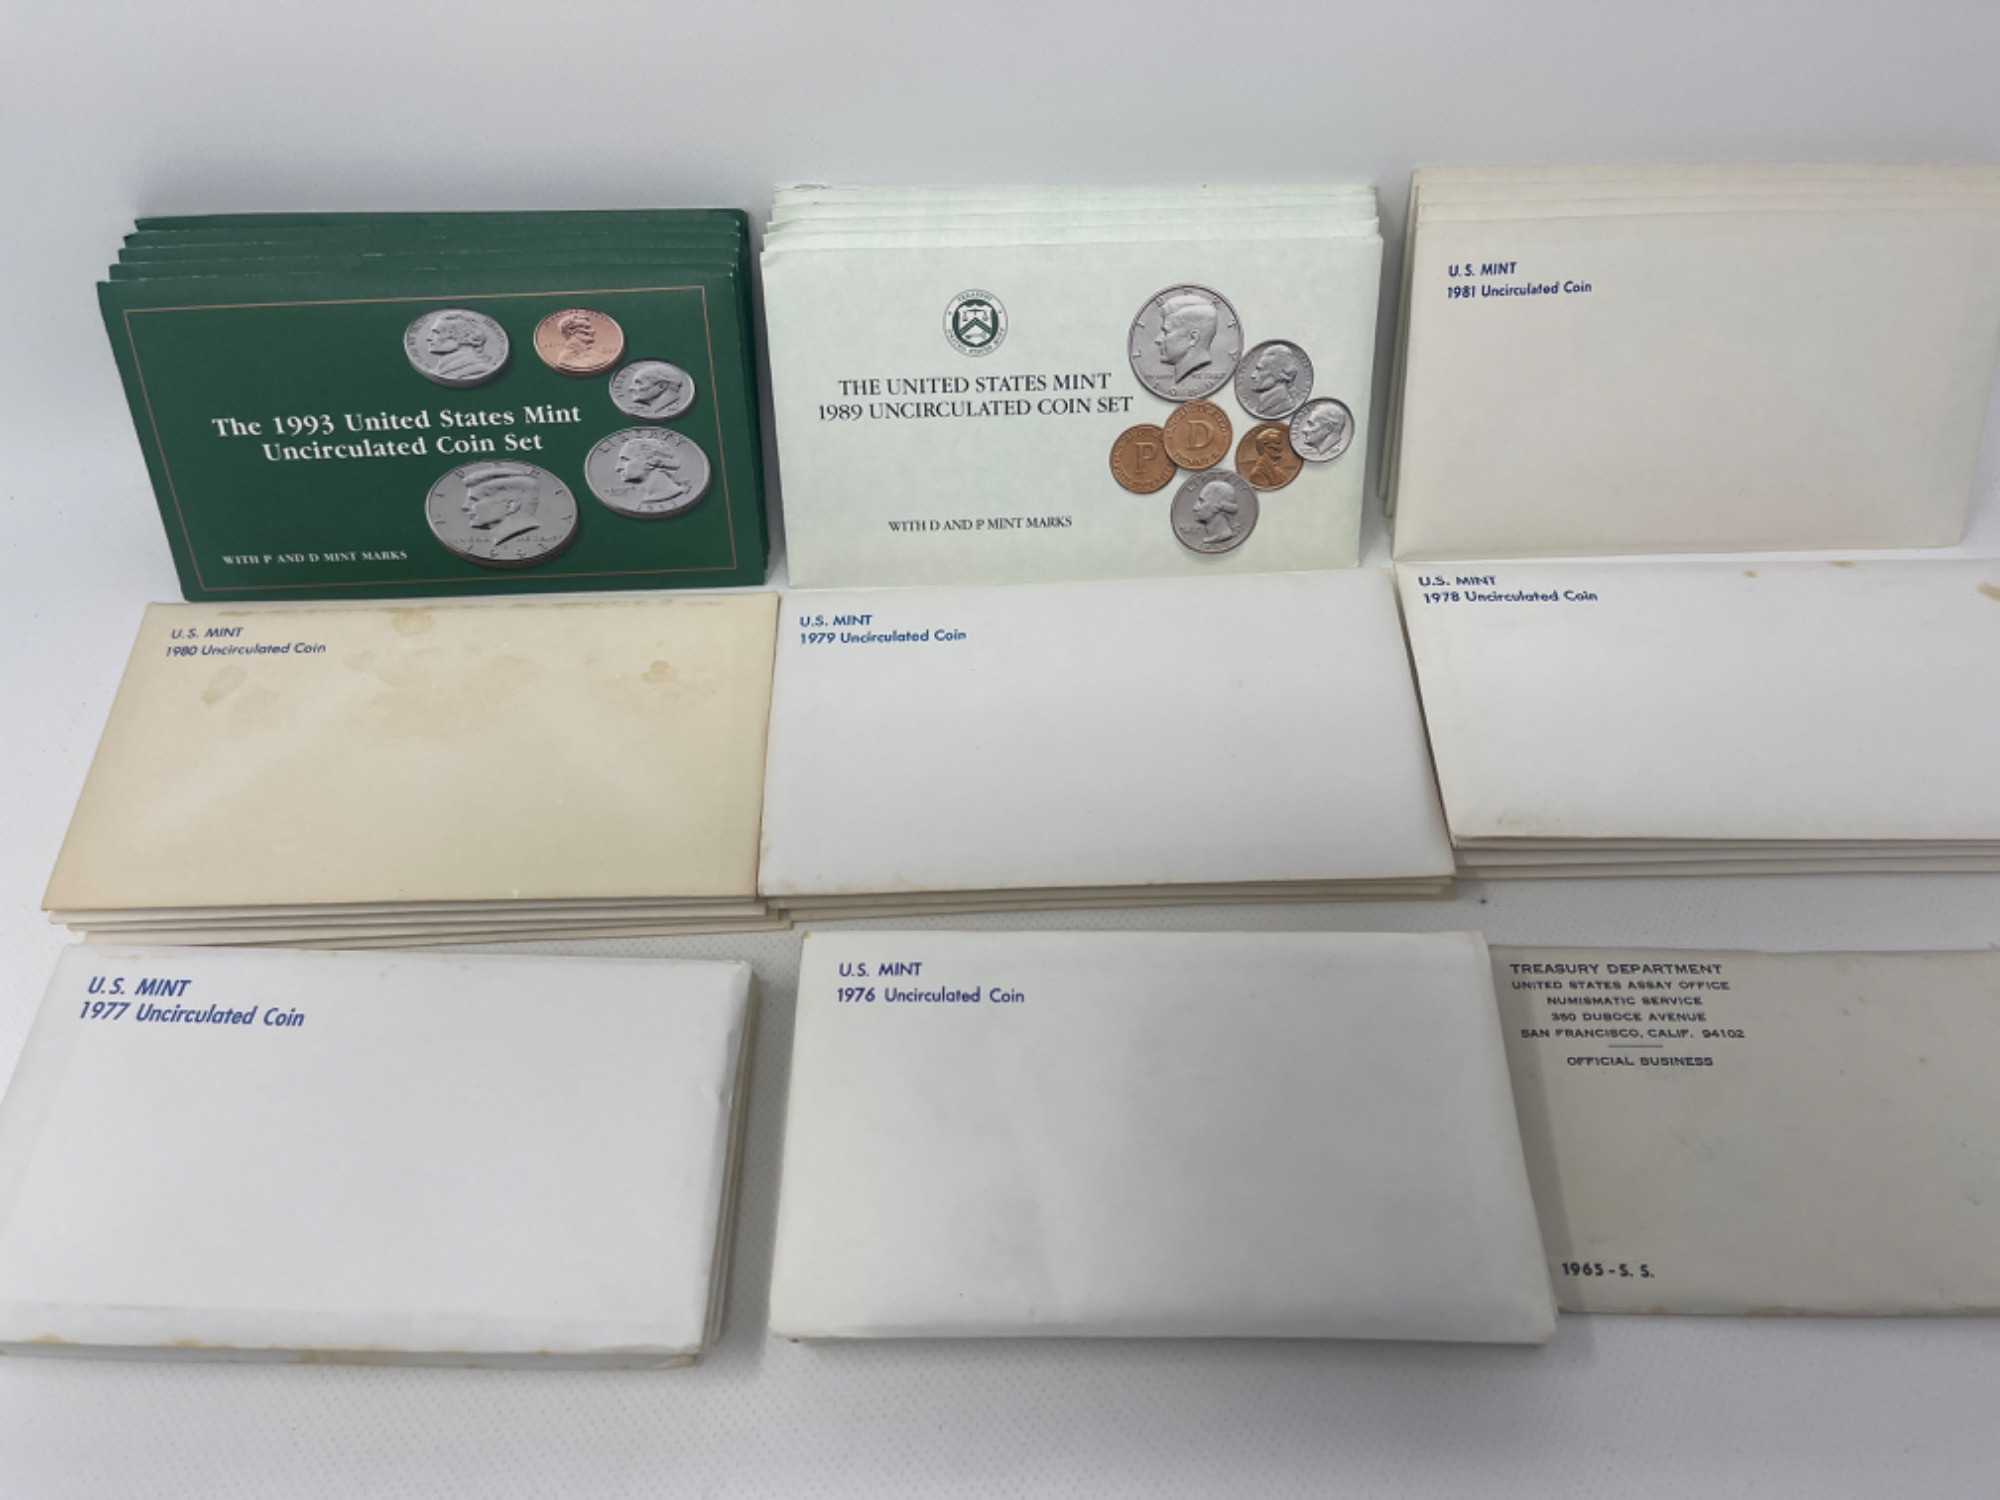 The 1993 United States Mint
Uncirculated Coin Set
WITH P AND D MINT MARKS
LIBERTY
THE UNITED STATES MINT
1989 UNCIRCULATED COIN SET
WITH D AND P MINT MARKS
P
D
U.S. MINT
1981 Uncirculated Coin
U.S. MINT
1980 Uncirculated Coin
U.S. MINT
1979 Uncirculated Coin
U.S. MINT
1978 Uncirculated Coin
U.S. MINT
1977 Uncirculated Coin
U.S. MINT
1976 Uncirculated Coin
TREASURY DEPARTMENT
UNITED STATES ASSAY OFFICE
NUMISMATIC SERVICE
350 DUBOCE AVENUE
SAN FRANCISCO, CALIF. 94102
OFFICIAL BUSINESS
1965-S. S.